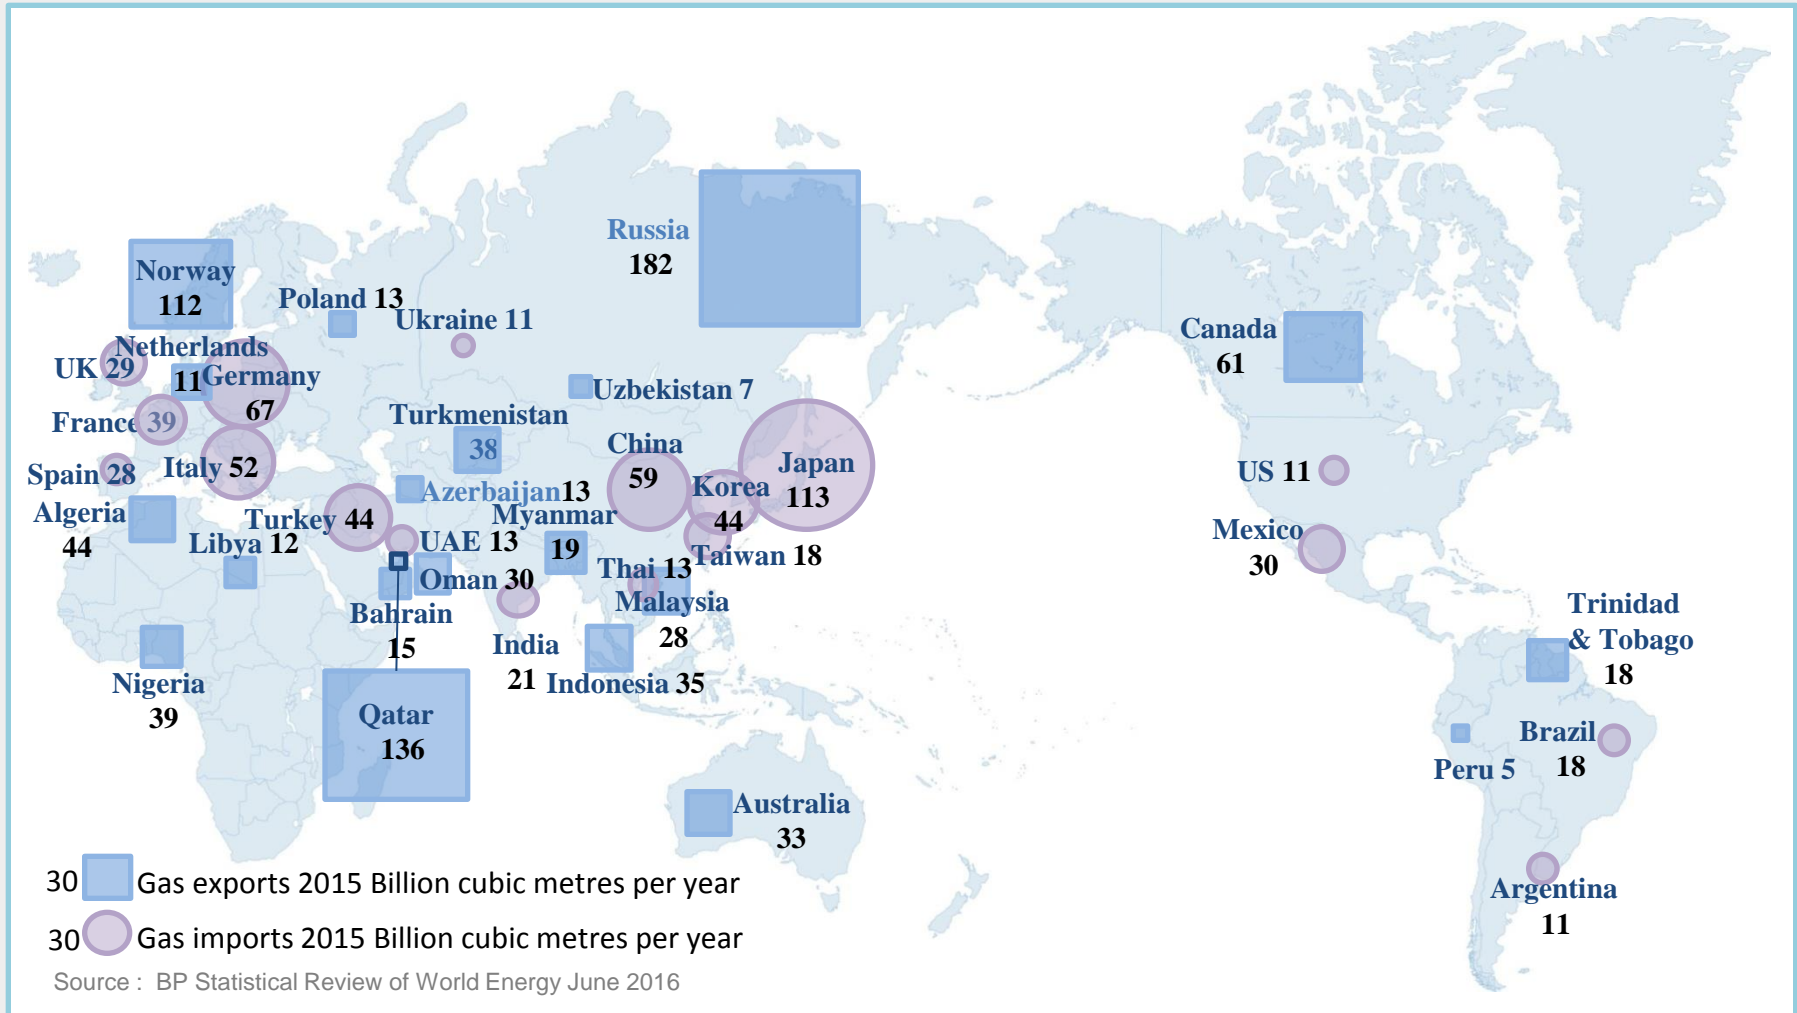 Russia
182
Norway
112
Poland 13
Ukraine 11
Canada
61
Netherlands
11
UK 29
Germany
67
Uzbekistan 7
France 39
Turkmenistan
38
China
59
Japan
113
Spain 28
Italy 52
US 11
Korea
44
Azerbaijan 13
Algeria
44
Turkey 44
Myanmar
19
Mexico
30
Libya 12
UAE 13
Taiwan 18
Thai 13
Oman 30
Malaysia
28
Bahrain
15
Trinidad
& Tobago
18
India
21
Indonesia 35
Nigeria
39
Qatar
136
Brazil
18
Peru 5
Australia
33
Argentina
11
30 Gas exports 2015 Billion cubic metres per year
30 Gas imports 2015 Billion cubic metres per year
Source : BP Statistical Review of World Energy June 2016